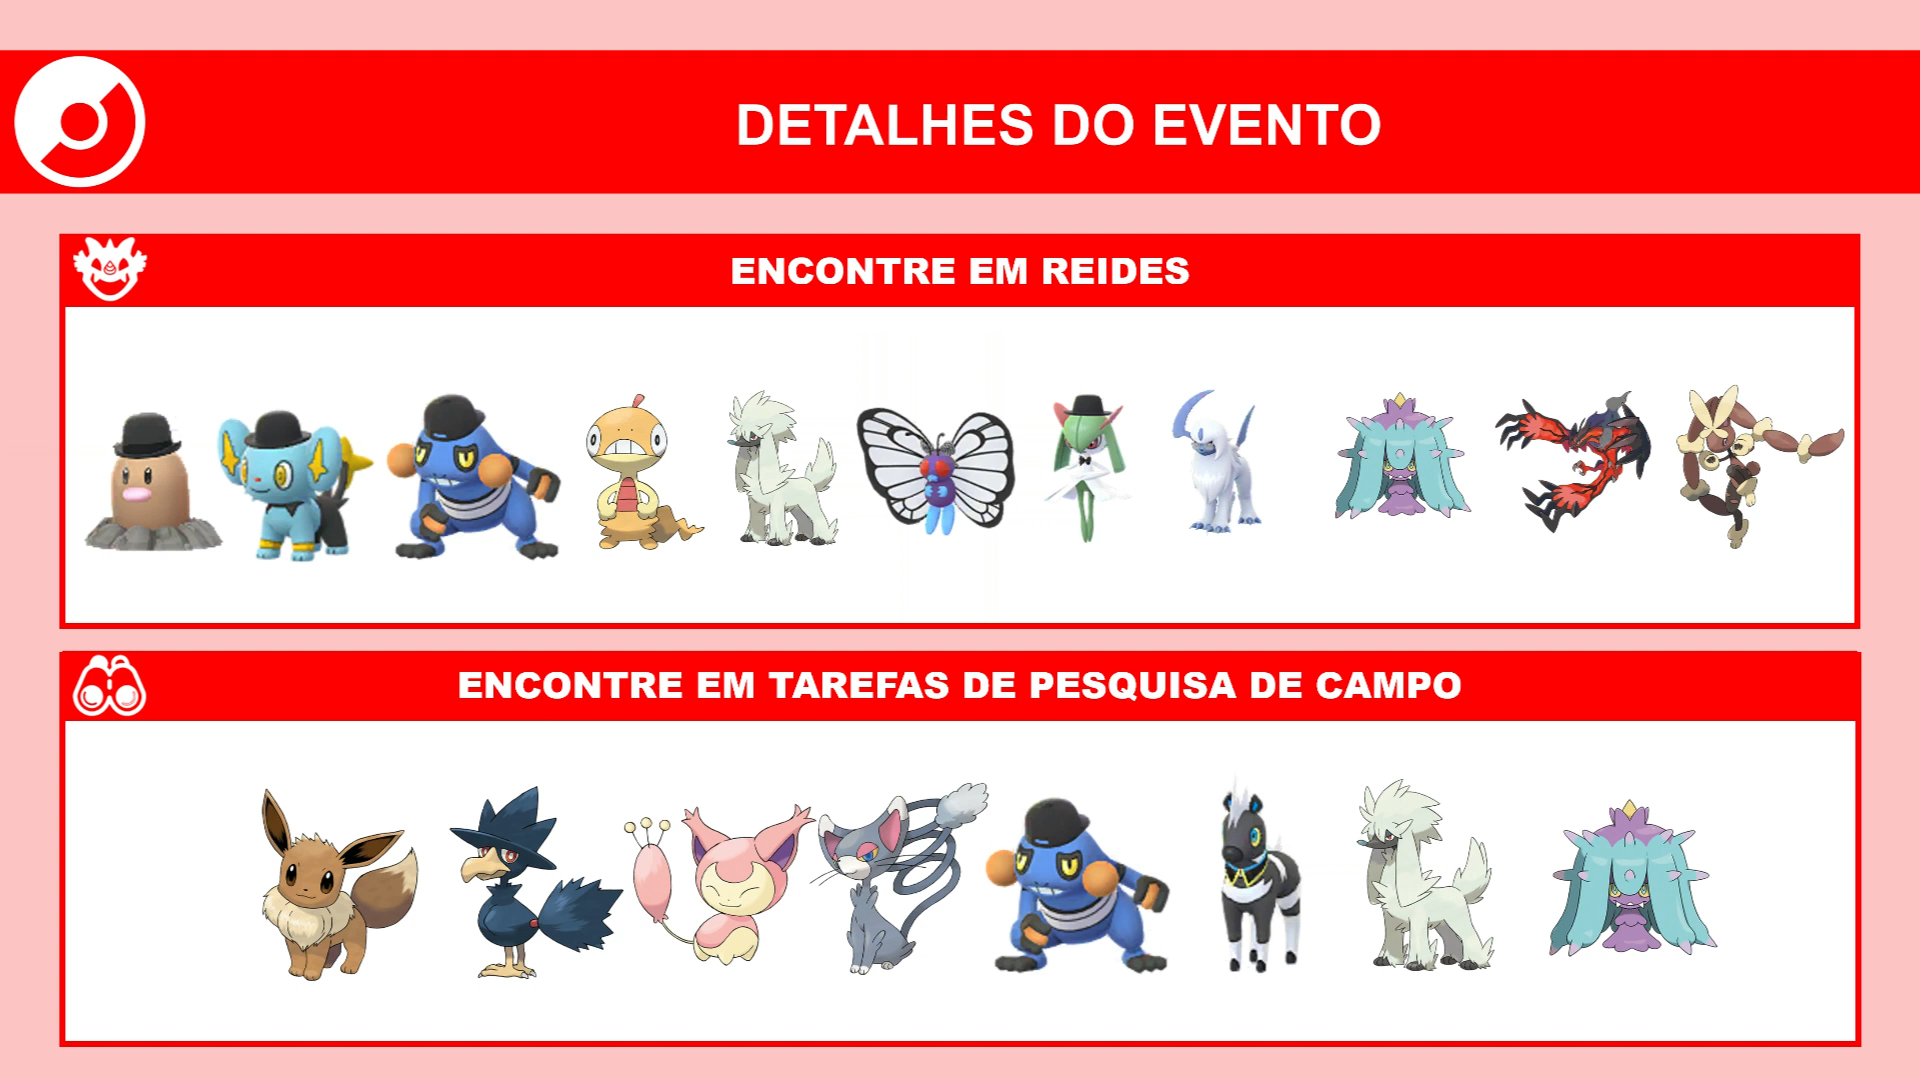 DETALHES DO EVENTO
ENCONTRE EM REIDES
ENCONTRE EM TAREFAS DE PESQUISA DE CAMPO